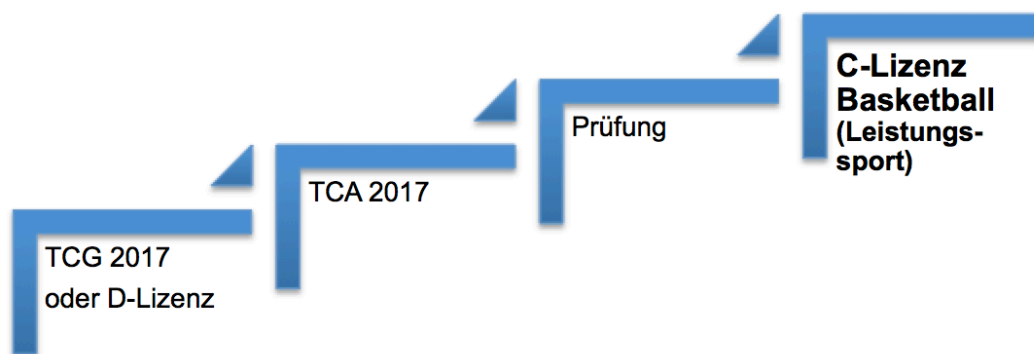 TCG 2017
oder D-Lizenz
TCA 2017
Prüfung
C-Lizenz
Basketball
(Leistungs-
sport)